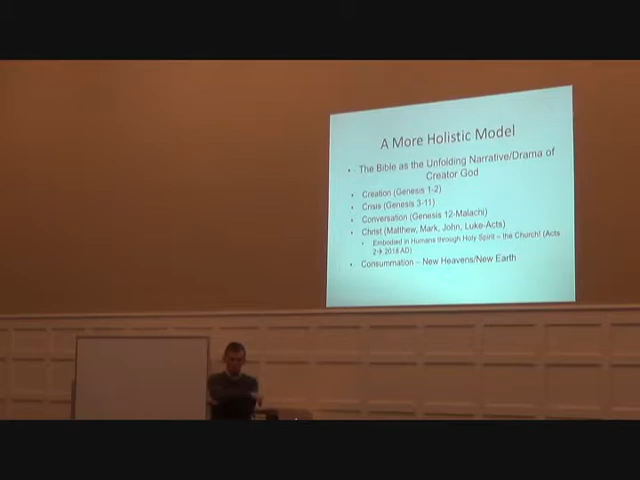 A More Holistic Model
• The Bible as the Unfolding Narrative/Drama of
Creator God
• Creation (Genesis 1-2)
• Crisis (Genesis 3-11)
• Conversation (Genesis 12-Malachi)
• Christ (Matthew, Mark, John, Luke-Acts)
• Embodied in Humans through Holy Spirit – the Church! (Acts
2→ 2018 AD)
• Consummation – New Heavens/New Earth